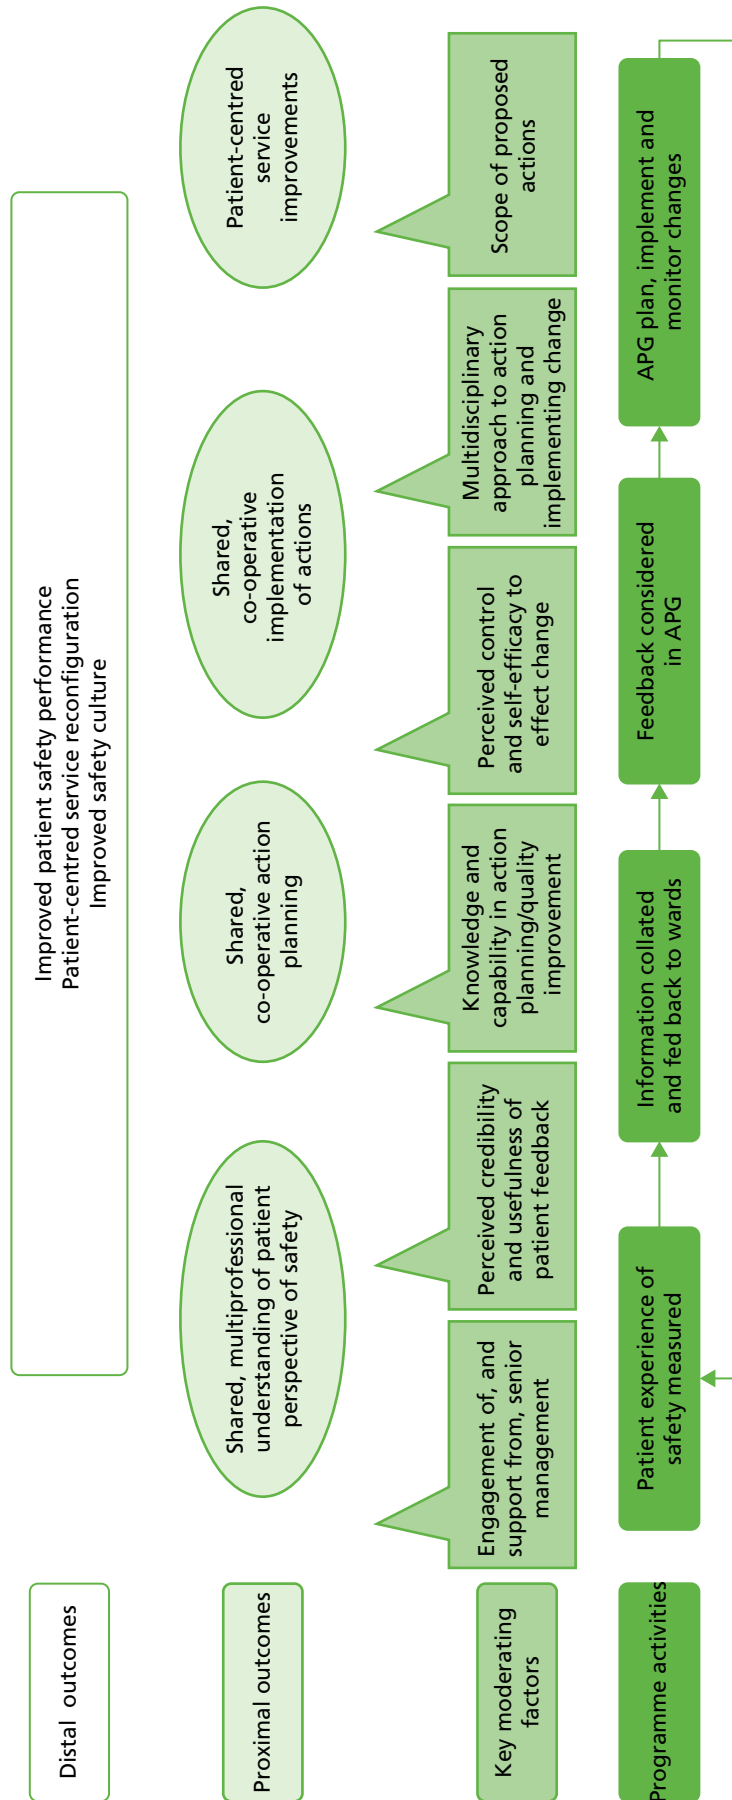 Distal outcomes
Improved patient safety performance
Patient-centred service reconfiguration
Improved safety culture
Proximal outcomes
Shared, multiprofessional
understanding of patient
perspective of safety
Shared,
co-operative action
planning
Shared,
co-operative
implementation
of actions
Patient-centred
service
improvements
Key moderating
factors
Engagement of, and
support from, senior
management
Perceived credibility
and usefulness of
patient feedback
Knowledge and
capability in action
planning/quality
improvement
Perceived control
and self-efficacy to
effect change
Multidisciplinary
approach to action
planning and
implementing change
Scope of proposed
actions
Programme activities
Patient experience of
safety measured
Information collated
and fed back to wards
Feedback considered
in APG
APG plan, implement and
monitor changes